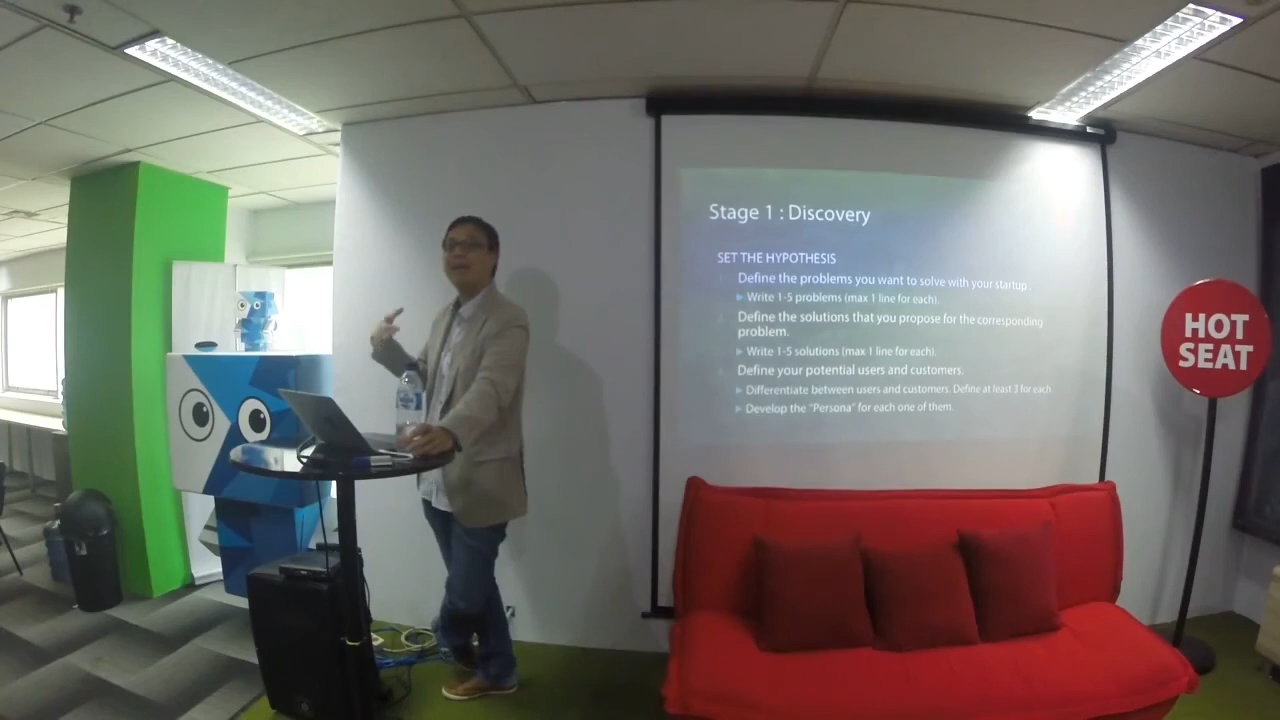 Stage 1 : Discovery
SET THE HYPOTHESIS
Define the problems you want to solve with your startup
Write 1-5 problems (max 1 line for each).
Define the solutions that you propose for the corresponding
problem.
Write 1-5 solutions (max 1 line for each).
Define your potential users and customers.
Differentiate between users and customers. Define at least 3 for each.
Develop the "Persona" for each one of them.
HOT
SEAT